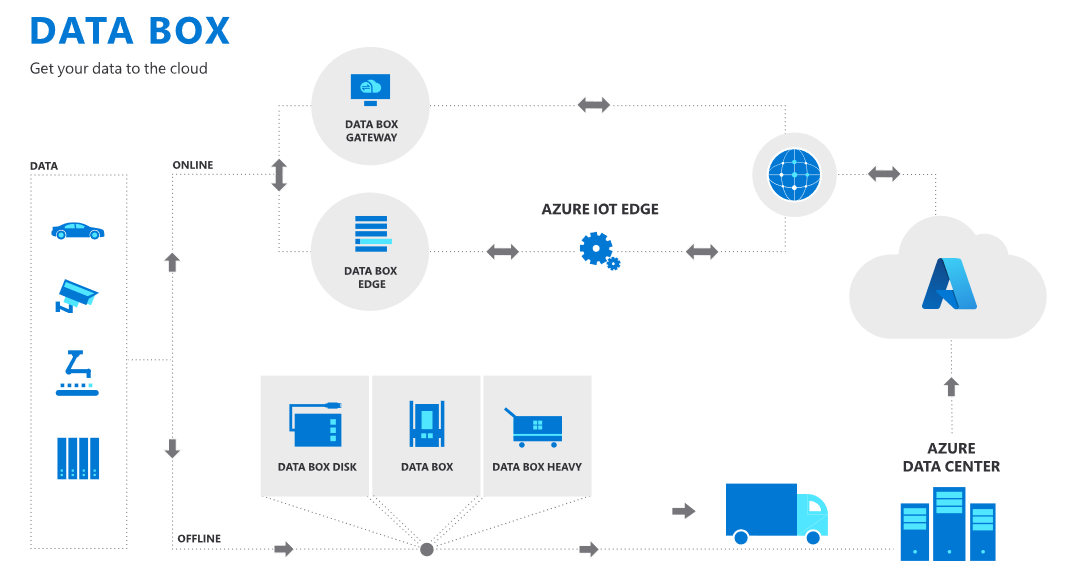 DATA BOX
Get your data to the cloud
DATA BOX
GATEWAY
DATA
ONLINE
AZURE IOT EDGE
DATA BOX
EDGE
DATA BOX DISK
DATA BOX
DATA BOX HEAVY
AZURE
DATA CENTER
OFFLINE